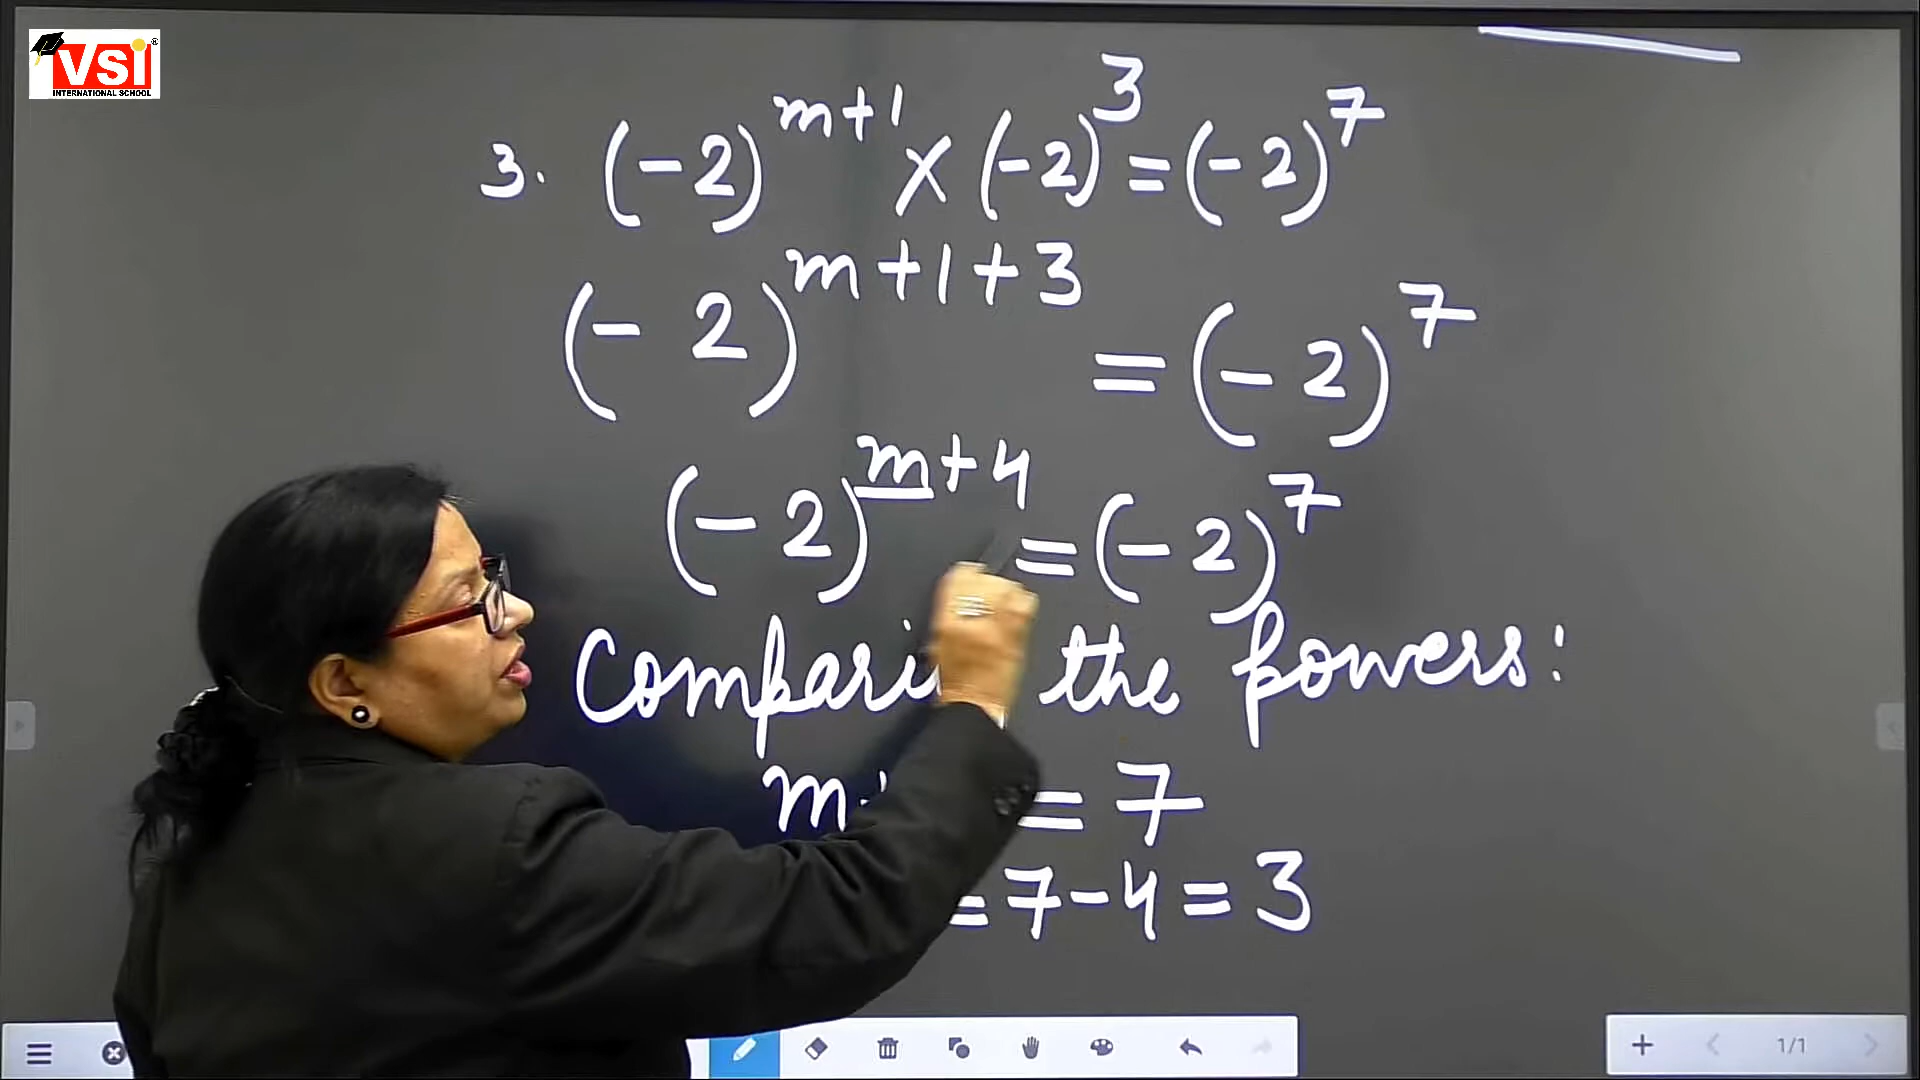 vsi®
INTERNATIONAL SCHOOL
3. (-2)^{m+1} × (-2)^3 = (-2)^7
(- 2)^{m+1+3} = (- 2)^7
(- 2)^{m+4} = (- 2)^7
the powers:
m = 7
= 7 - 4 = 3
1/1